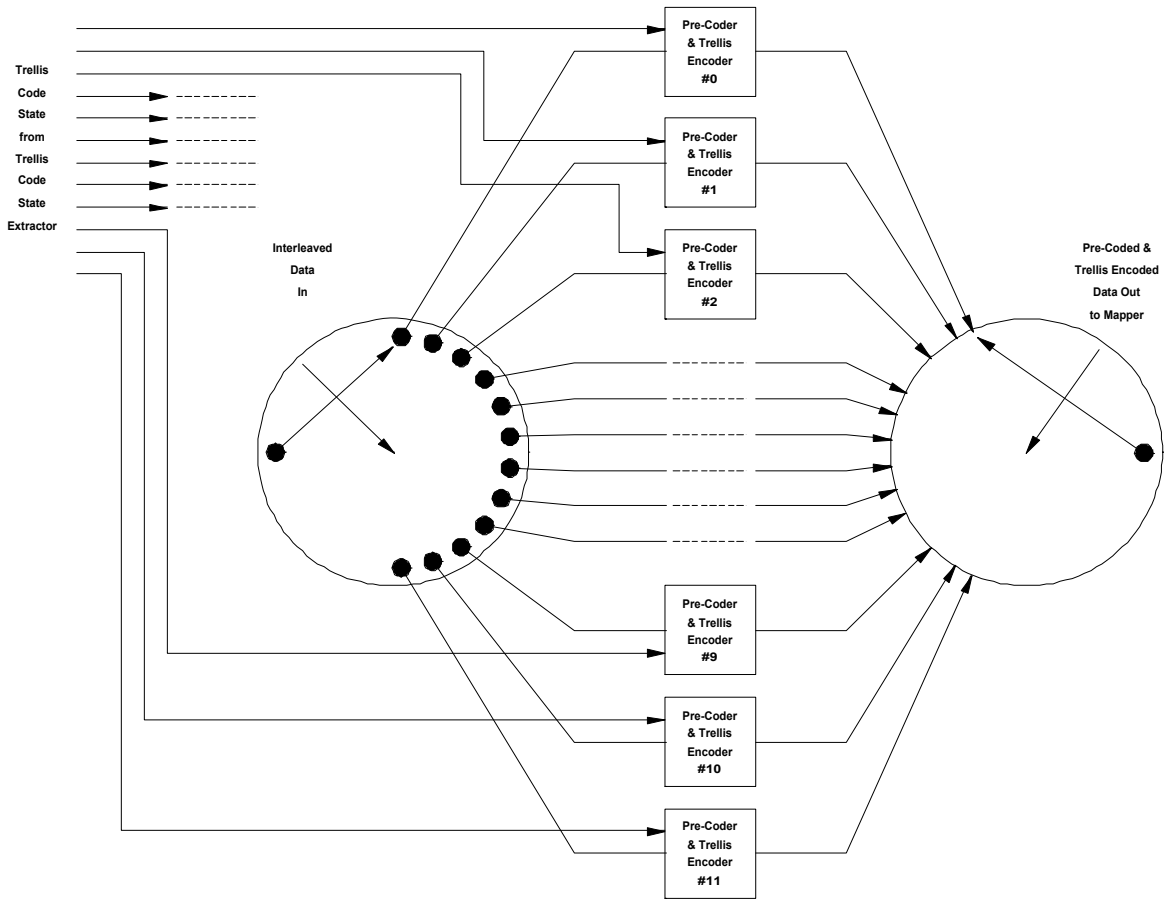 Trellis
Code
State
from
Trellis
Code
State
Extractor
Interleaved
Data
In
Pre-Coder
& Trellis
Encoder
#0
Pre-Coder
& Trellis
Encoder
#1
Pre-Coder
& Trellis
Encoder
#2
Pre-Coder
& Trellis
Encoder
#9
Pre-Coder
& Trellis
Encoder
#10
Pre-Coder
& Trellis
Encoder
#11
Pre-Coded &
Trellis Encoded
Data Out
to Mapper